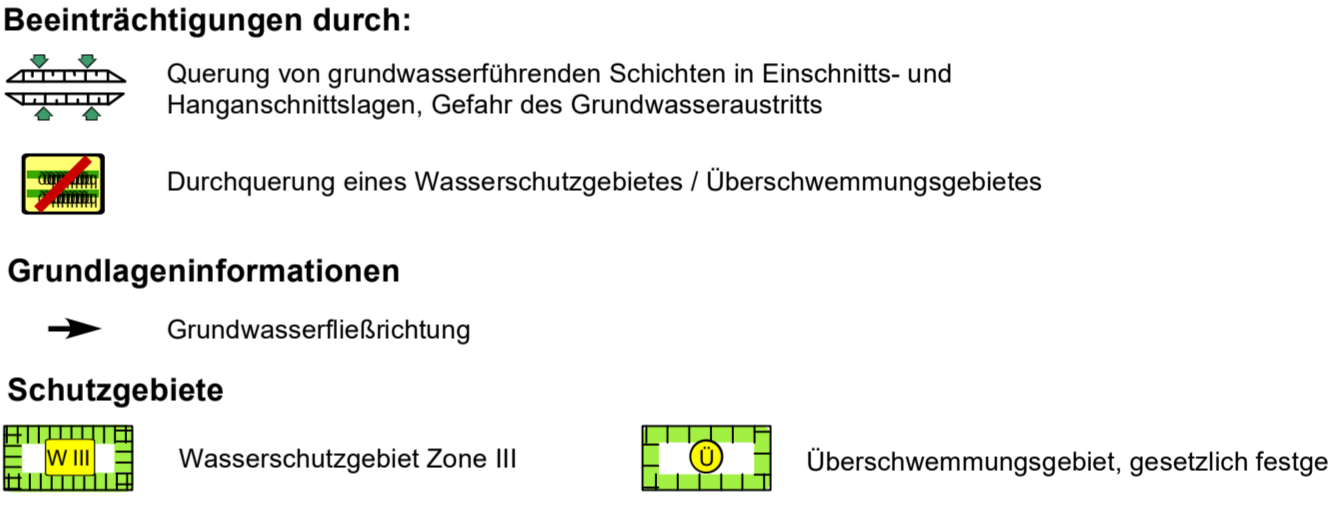 Beeinträchtigungen durch:
Querung von grundwasserführenden Schichten in Einschnitts- und
Hanganschnittslagen, Gefahr des Grundwasseraustritts
Durchquerung eines Wasserschutzgebietes / Überschwemmungsgebietes
Grundlageninformationen
Grundwasserfließrichtung
Schutzgebiete
W III
Wasserschutzgebiet Zone III
Ü
Überschwemmungsgebiet, gesetzlich festge